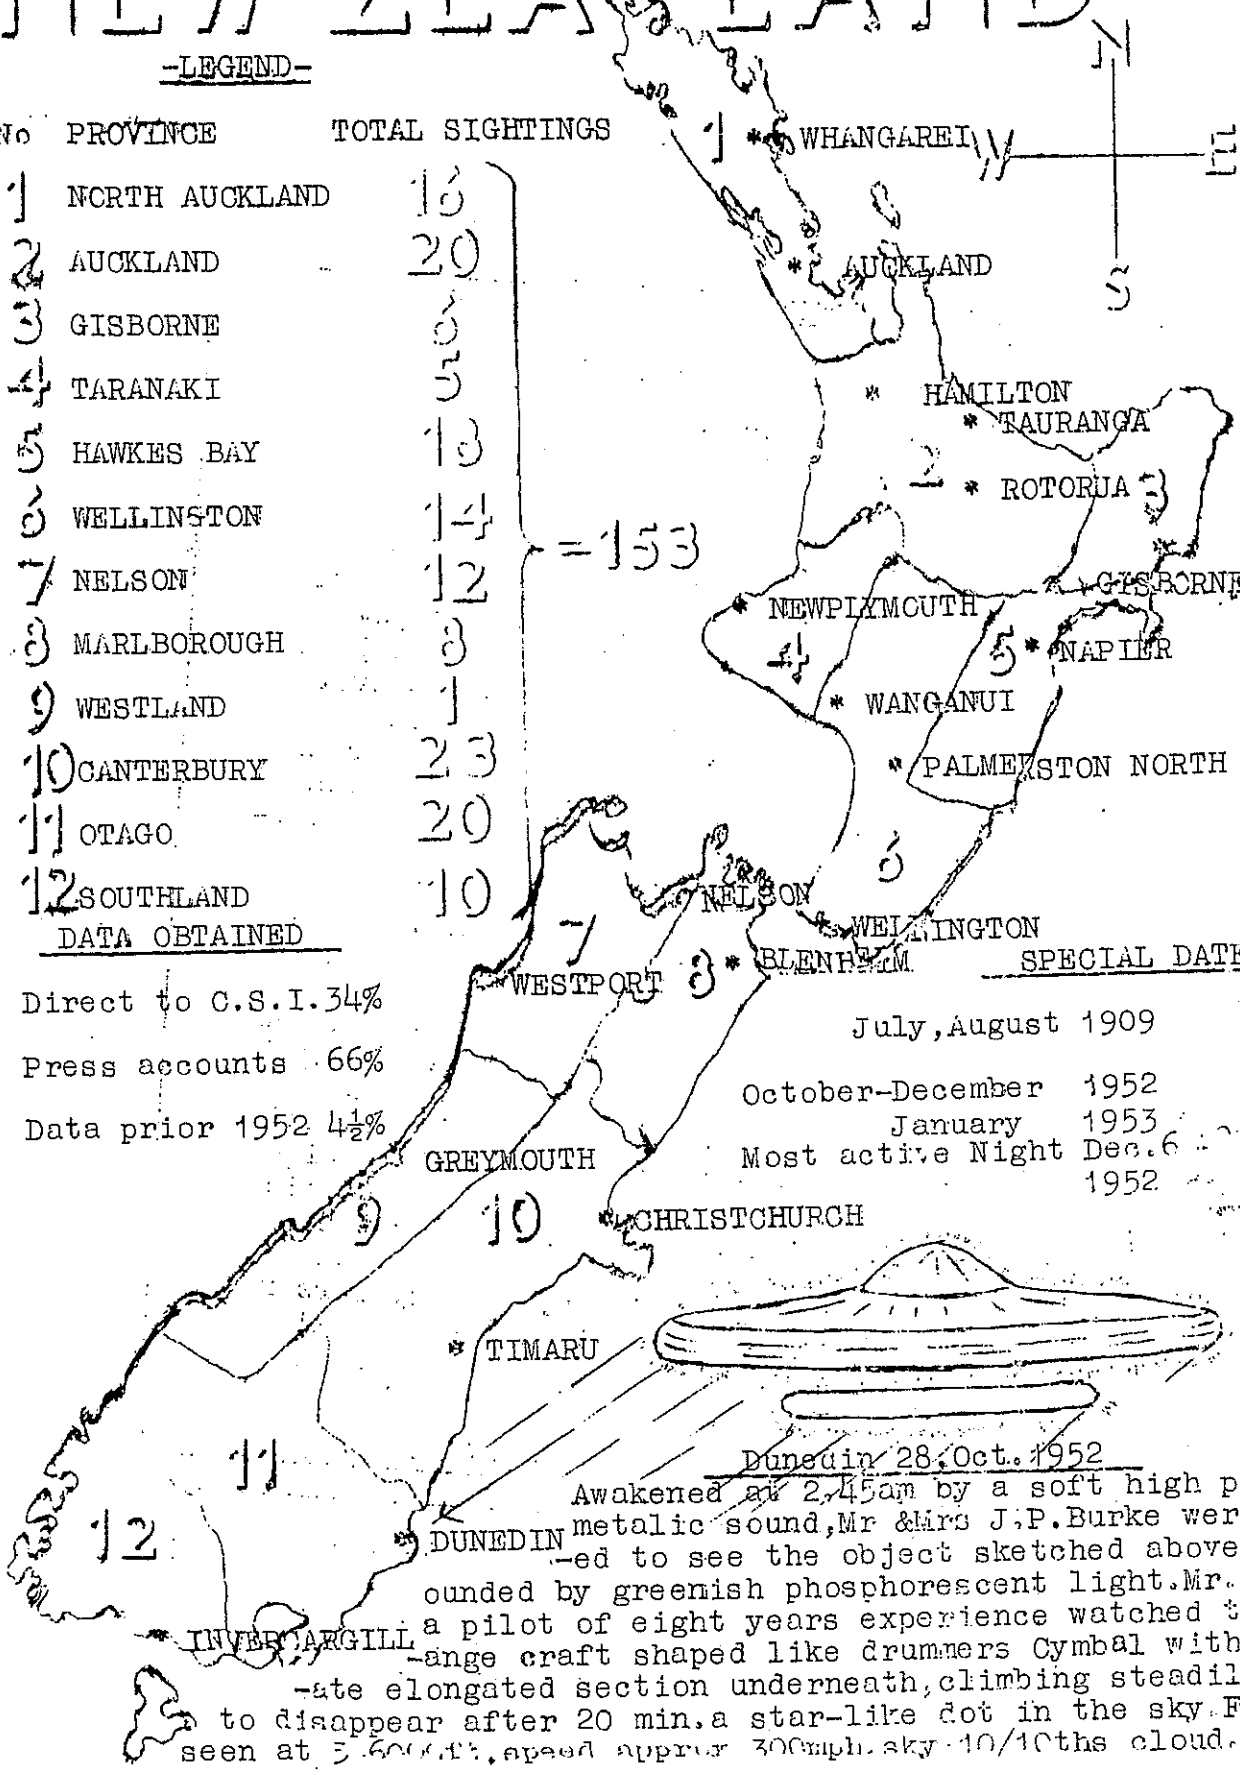 NEW ZEALAND
-LEGEND-
No PROVINCE TOTAL SIGHTINGS
1 NORTH AUCKLAND 16
2 AUCKLAND 20
3 GISBORNE 6
4 TARANAKI 5
5 HAWKES BAY 18
6 WELLINGTON 14
7 NELSON 12
8 MARLBOROUGH 8
9 WESTLAND 1
10 CANTERBURY 23
11 OTAGO 20
12 SOUTHLAND 10
=153
DATA OBTAINED
Direct to C.S.I. 34%
Press accounts 66%
Data prior 1952 4½%
N
W E
S
1 * WHANGAREI
* AUCKLAND
* HAMILTON
* TAURANGA
2 * ROTORUA 3
GISBORNE
* NEWPLYMOUTH
4 5 * NAPIER
* WANGANUI
* PALMERSTON NORTH
6
NELSON
7 WELLINGTON
8 * BLENHEIM
WESTPORT
GREYMOUTH
9 10 CHRISTCHURCH
* TIMARU
11
12 * DUNEDIN
* INVERCARGILL
SPECIAL DATE
July,August 1909
October-December 1952
January 1953
Most active Night Dec.6
1952
Dunedin 28.Oct. 1952
Awakened at 2,45am by a soft high p
metalic sound,Mr &Mrs J.P.Burke wer
-ed to see the object sketched above
ounded by greenish phosphorescent light.Mr.
a pilot of eight years experience watched t
-ange craft shaped like drummers Cymbal with
-ate elongated section underneath,climbing steadil
to disappear after 20 min.a star-like dot in the sky.F
seen at speed 300mph.sky 10/10ths cloud.